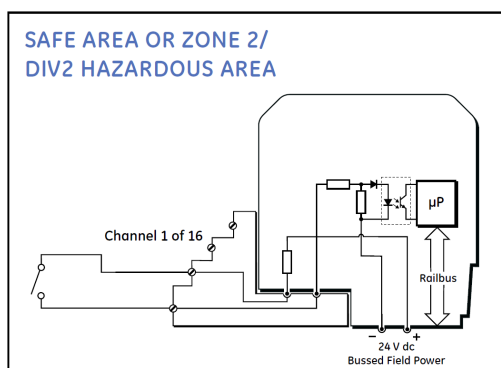 SAFE AREA OR ZONE 2/
DIV2 HAZARDOUS AREA
µP
Channel 1 of 16
Railbus
− +
24 V dc
Bussed Field Power